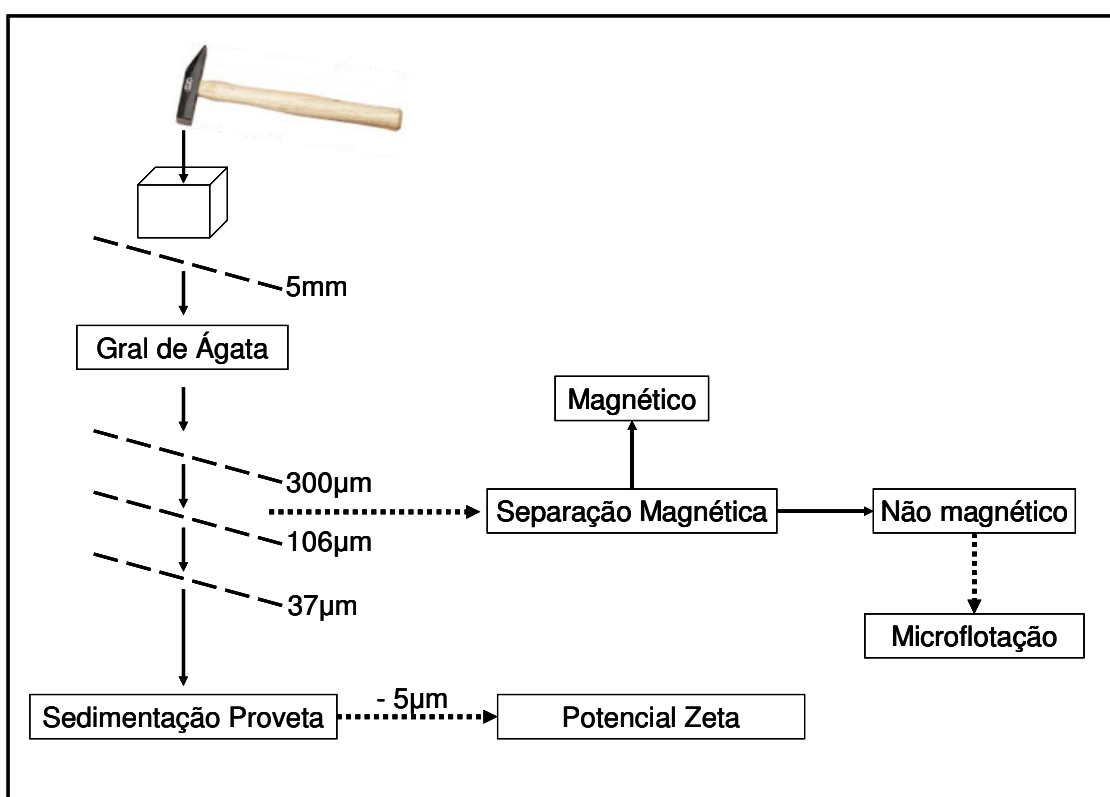 5mm
Gral de Ágata
Magnético
300µm
Separação Magnética
Não magnético
106µm
37µm
Microflotação
- 5µm
Sedimentação Proveta
Potencial Zeta